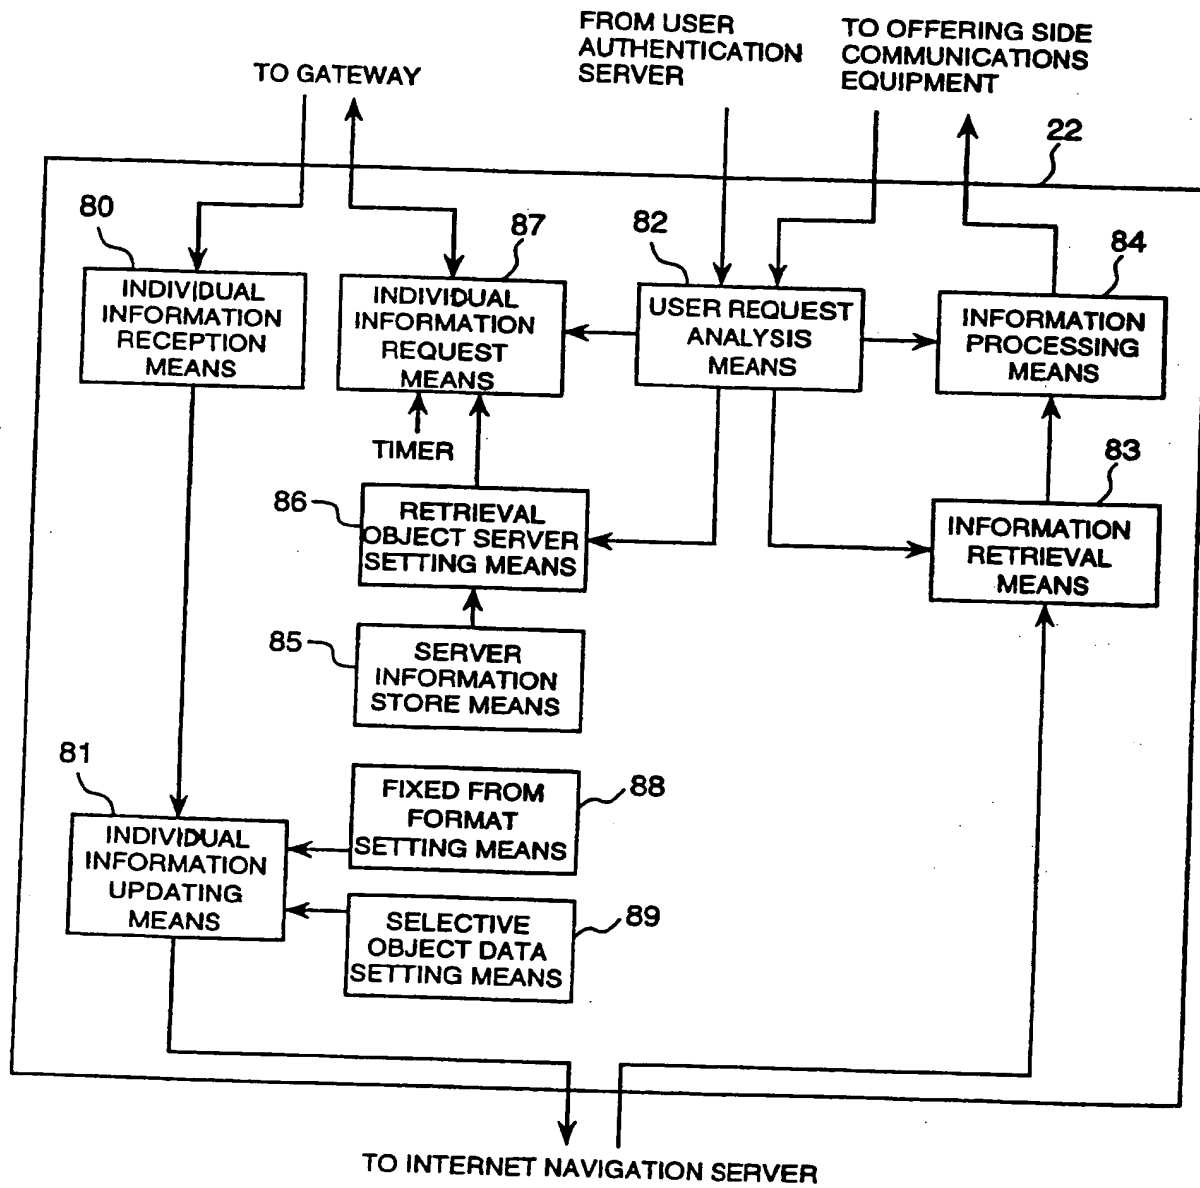 FROM USER
AUTHENTICATION
SERVER
TO OFFERING SIDE
COMMUNICATIONS
EQUIPMENT
TO GATEWAY
22
80
INDIVIDUAL
INFORMATION
RECEPTION
MEANS
87
INDIVIDUAL
INFORMATION
REQUEST
MEANS
82
USER REQUEST
ANALYSIS
MEANS
84
INFORMATION
PROCESSING
MEANS
TIMER
86
RETRIEVAL
OBJECT SERVER
SETTING MEANS
83
INFORMATION
RETRIEVAL
MEANS
85
SERVER
INFORMATION
STORE MEANS
81
INDIVIDUAL
INFORMATION
UPDATING
MEANS
FIXED FROM
FORMAT
SETTING MEANS
88
SELECTIVE
OBJECT DATA
SETTING MEANS
89
TO INTERNET NAVIGATION SERVER